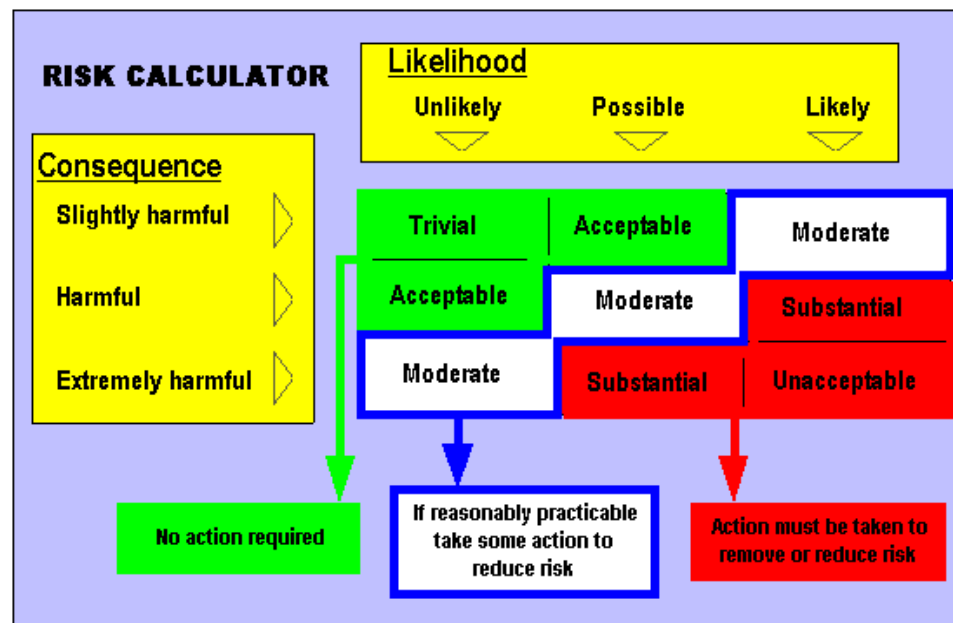 RISK CALCULATOR
Likelihood
Unlikely Possible Likely
Consequence
Slightly harmful
Harmful
Extremely harmful
Trivial Acceptable Moderate
Acceptable Moderate Substantial
Moderate Substantial Unacceptable
No action required
If reasonably practicable
take some action to
reduce risk
Action must be taken to
remove or reduce risk